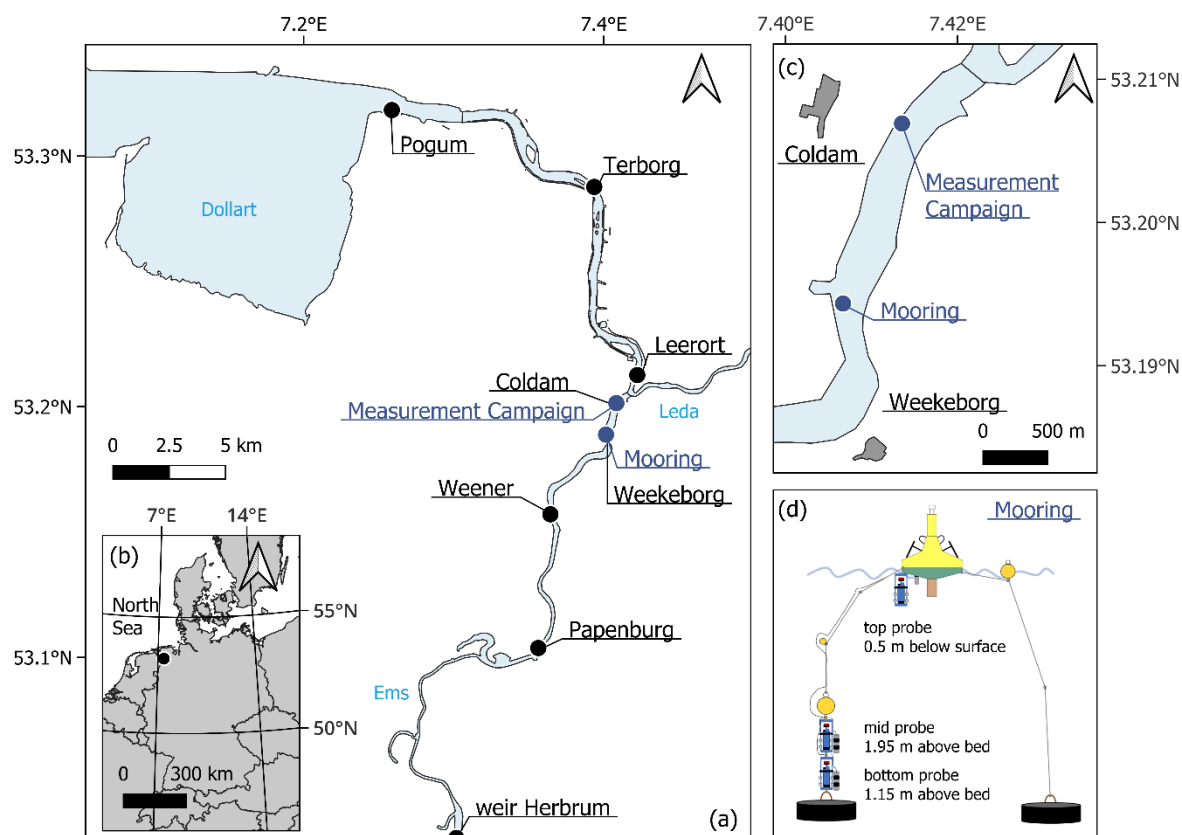 7.2°E
7.4°E
53.3°N
53.2°N
53.1°N
Pogum
Terborg
Dollart
Leerort
Coldam
Measurement Campaign
Leda
Mooring
Weener
Weekeborg
Papenburg
Ems
weir Herbrum
(a)
0 2.5 5 km
7°E 14°E
(b)
North
Sea
55°N
50°N
0 300 km
7.40°E
7.42°E
(c)
53.21°N
53.20°N
53.19°N
Coldam
Measurement
Campaign
Mooring
Weekeborg
0 500 m
(d)
Mooring
top probe
0.5 m below surface
mid probe
1.95 m above bed
bottom probe
1.15 m above bed